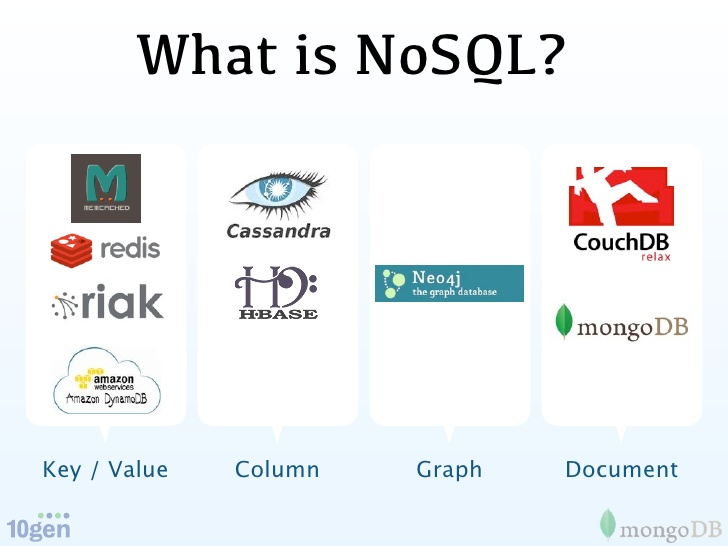 What is NoSQL?
MEMCACHED
redis
riak
amazon
webservices
Amazon DynamoDB
Cassandra
HBASE
Neo4j
the graph database
CouchDB
relax
mongoDB
Key / Value
Column
Graph
Document
10gen
mongoDB